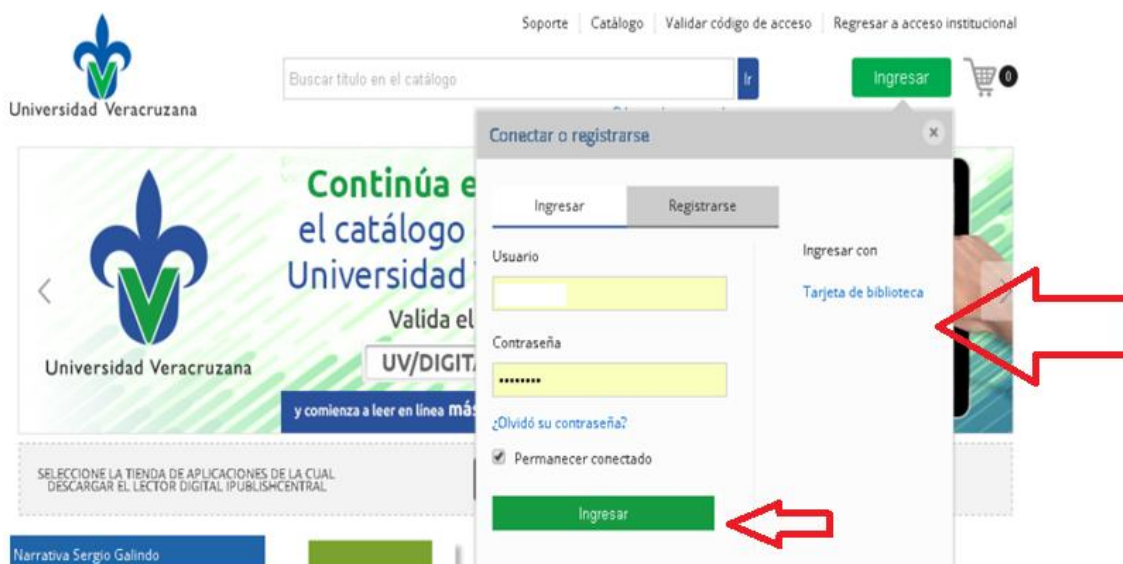 Soporte Catálogo Validar código de acceso Regresar a acceso institucional
Universidad Veracruzana
Buscar título en el catálogo
Ir
Ingresar
0
Conectar o registrarse
x
Ingresar Registrarse
Usuario
Contraseña
••••••••
¿Olvidó su contraseña?
Permanecer conectado
Ingresar
Ingresar con
Tarjeta de biblioteca
Universidad Veracruzana
Continúa e
el catálogo
Universidad
Valida el
UV/DIGIT
y comienza a leer en línea más
SELECCIONE LA TIENDA DE APLICACIONES DE LA CUAL
DESCARGAR EL LECTOR DIGITAL IPUBLISHCENTRAL
Narrativa Sergio Galindo